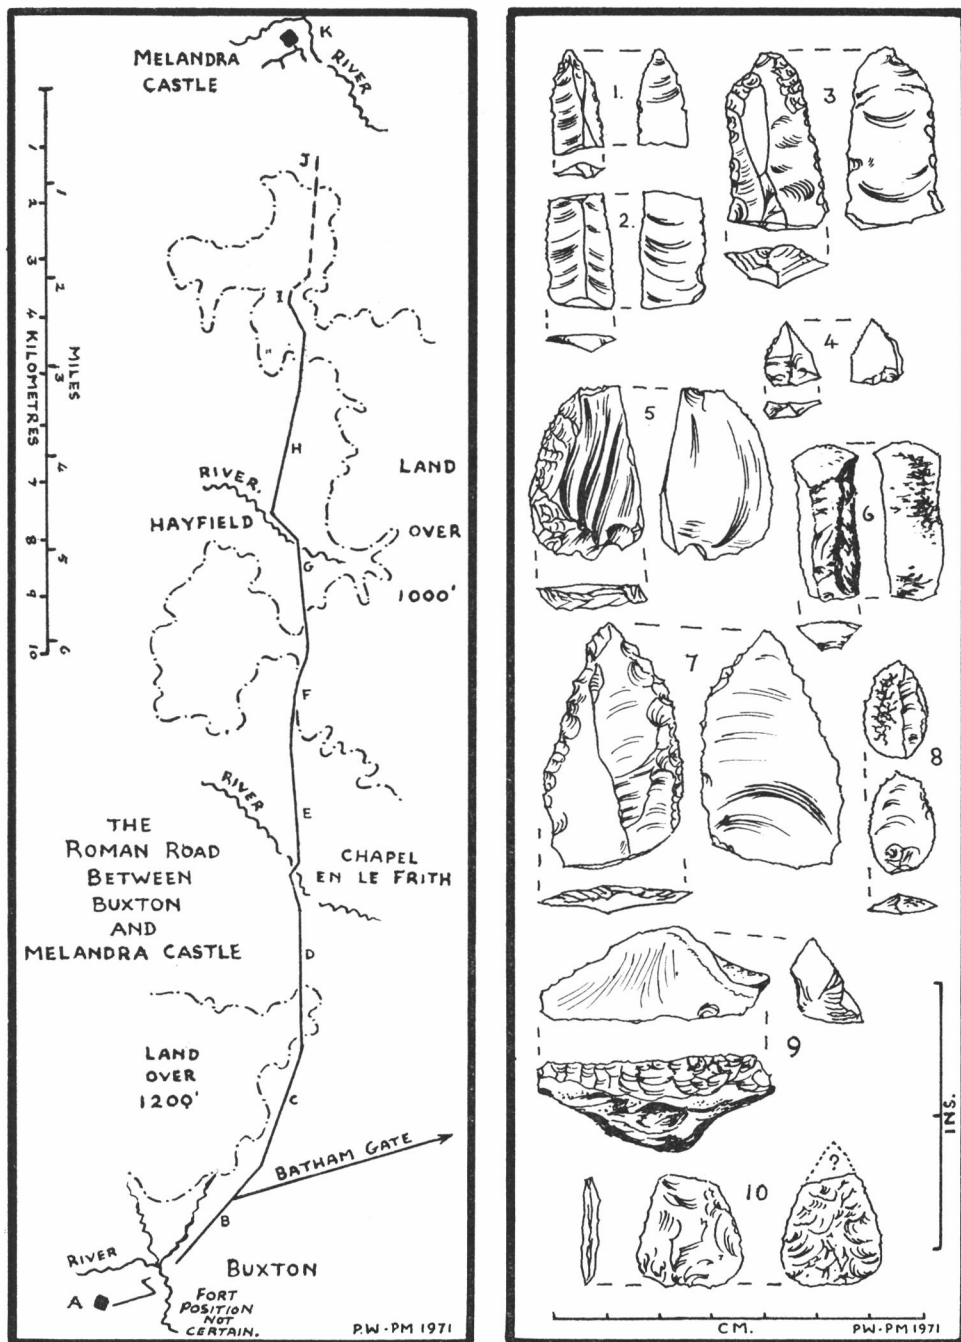 K
MELANDRA
CASTLE
RIVER
J
1
2
3
4
7
8
9
10
KILOMETRES
1
2
3
4
5
6
MILES
I
H
H
RIVER
HAYFIELD
LAND
OVER
1000'
G
F
E
RIVER
CHAPEL
EN LE FRITH
THE
ROMAN ROAD
BETWEEN
BUXTON
AND
MELANDRA CASTLE
D
LAND
OVER
1200'
C
BATHAM GATE
B
RIVER
A
BUXTON
FORT
POSITION
NOT
CERTAIN.
P.W-PM 1971
1.
2.
3
4
5
6
7
8
9
10
?
INS.
CM.
PW-PM 1971